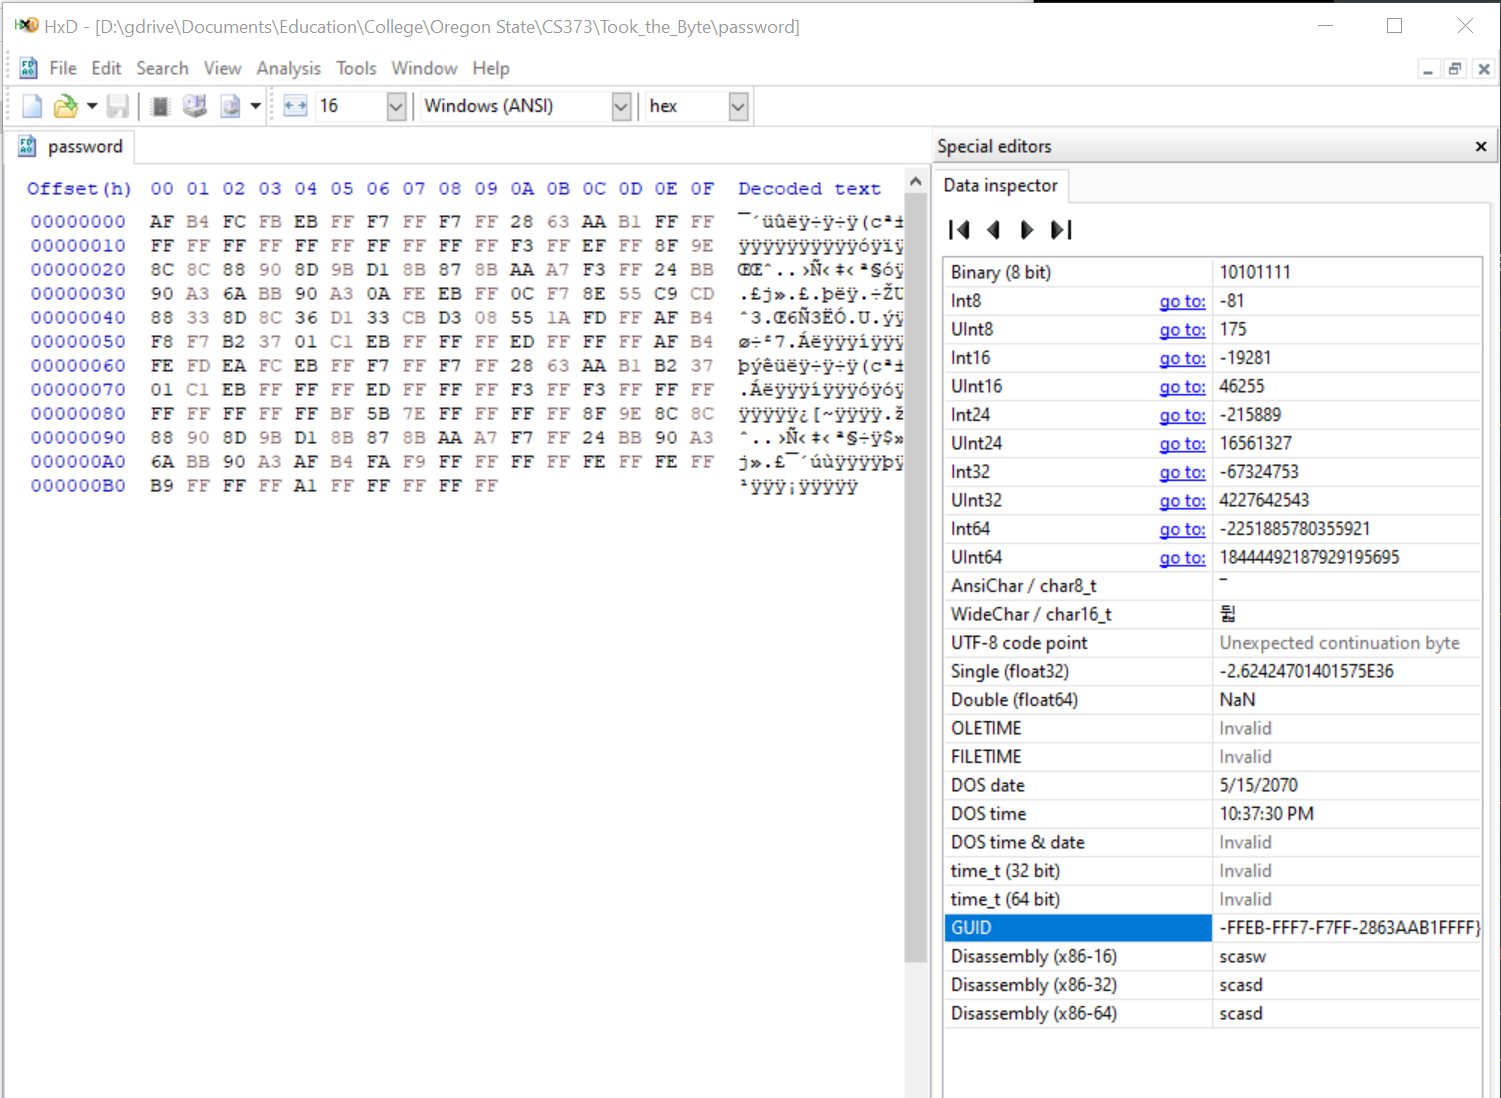 HxD - [D:\gdrive\Documents\Education\College\Oregon State\CS373\Took_the_Byte\password]
File Edit Search View Analysis Tools Window Help
16 Windows (ANSI) hex
password
Special editors
Data inspector
Offset(h) 00 01 02 03 04 05 06 07 08 09 0A 0B 0C 0D 0E 0F Decoded text
00000000 AF B4 FC FB EB FF F7 FF F7 FF 28 63 AA B1 FF FF ¯´üûëÿ÷ÿ÷ÿ(cª±
00000010 FF FF FF FF FF FF FF FF FF FF F3 FF EF FF 8F 9E ÿÿÿÿÿÿÿÿÿÿóÿïÿ
00000020 8C 8C 88 90 8D 9B D1 8B 87 8B AA A7 F3 FF 24 BB ŒŒˆ..›Ñ‹‡‹ª§óÿ
00000030 90 A3 6A BB 90 A3 0A FE EB FF 0C F7 8E 55 C9 CD .£j».£.þëÿ.÷ŽU
00000040 88 33 8D 8C 36 D1 33 CB D3 08 55 1A FD FF AF B4 ˆ3.Œ6Ñ3ËÓ.U.ýÿ
00000050 F8 F7 B2 37 01 C1 EB FF FF FF ED FF FF FF AF B4 ø÷²7.Áëÿÿÿíÿÿÿ
00000060 FE FD EA FC EB FF F7 FF F7 FF 28 63 AA B1 B2 37 þýêüëÿ÷ÿ÷ÿ(cª±
00000070 01 C1 EB FF FF FF ED FF FF FF F3 FF F3 FF FF FF .Áëÿÿÿíÿÿÿóÿóÿ
00000080 FF FF FF FF FF BF 5B 7E FF FF FF FF 8F 9E 8C 8C ÿÿÿÿÿ¿[~ÿÿÿÿ.ž
00000090 88 90 8D 9B D1 8B 87 8B AA A7 F7 FF 24 BB 90 A3 ˆ..›Ñ‹‡‹ª§÷ÿ$»
000000A0 6A BB 90 A3 AF B4 FA F9 FF FF FF FF FE FF FE FF j».£¯´úùÿÿÿÿþÿ
000000B0 B9 FF FF FF A1 FF FF FF FF FF ¹ÿÿÿ¡ÿÿÿÿÿ
Binary (8 bit) 10101111
Int8 go to: -81
UInt8 go to: 175
Int16 go to: -19281
UInt16 go to: 46255
Int24 go to: -215889
UInt24 go to: 16561327
Int32 go to: -67324753
UInt32 go to: 4227642543
Int64 go to: -2251885780355921
UInt64 go to: 18444492187929195695
AnsiChar / char8_t ¯
WideChar / char16_t
UTF-8 code point Unexpected continuation byte
Single (float32) -2.62424701401575E36
Double (float64) NaN
OLETIME Invalid
FILETIME Invalid
DOS date 5/15/2070
DOS time 10:37:30 PM
DOS time & date Invalid
time_t (32 bit) Invalid
time_t (64 bit) Invalid
GUID -FFEB-FFF7-F7FF-2863AAB1FFFF}
Disassembly (x86-16) scasw
Disassembly (x86-32) scasd
Disassembly (x86-64) scasd